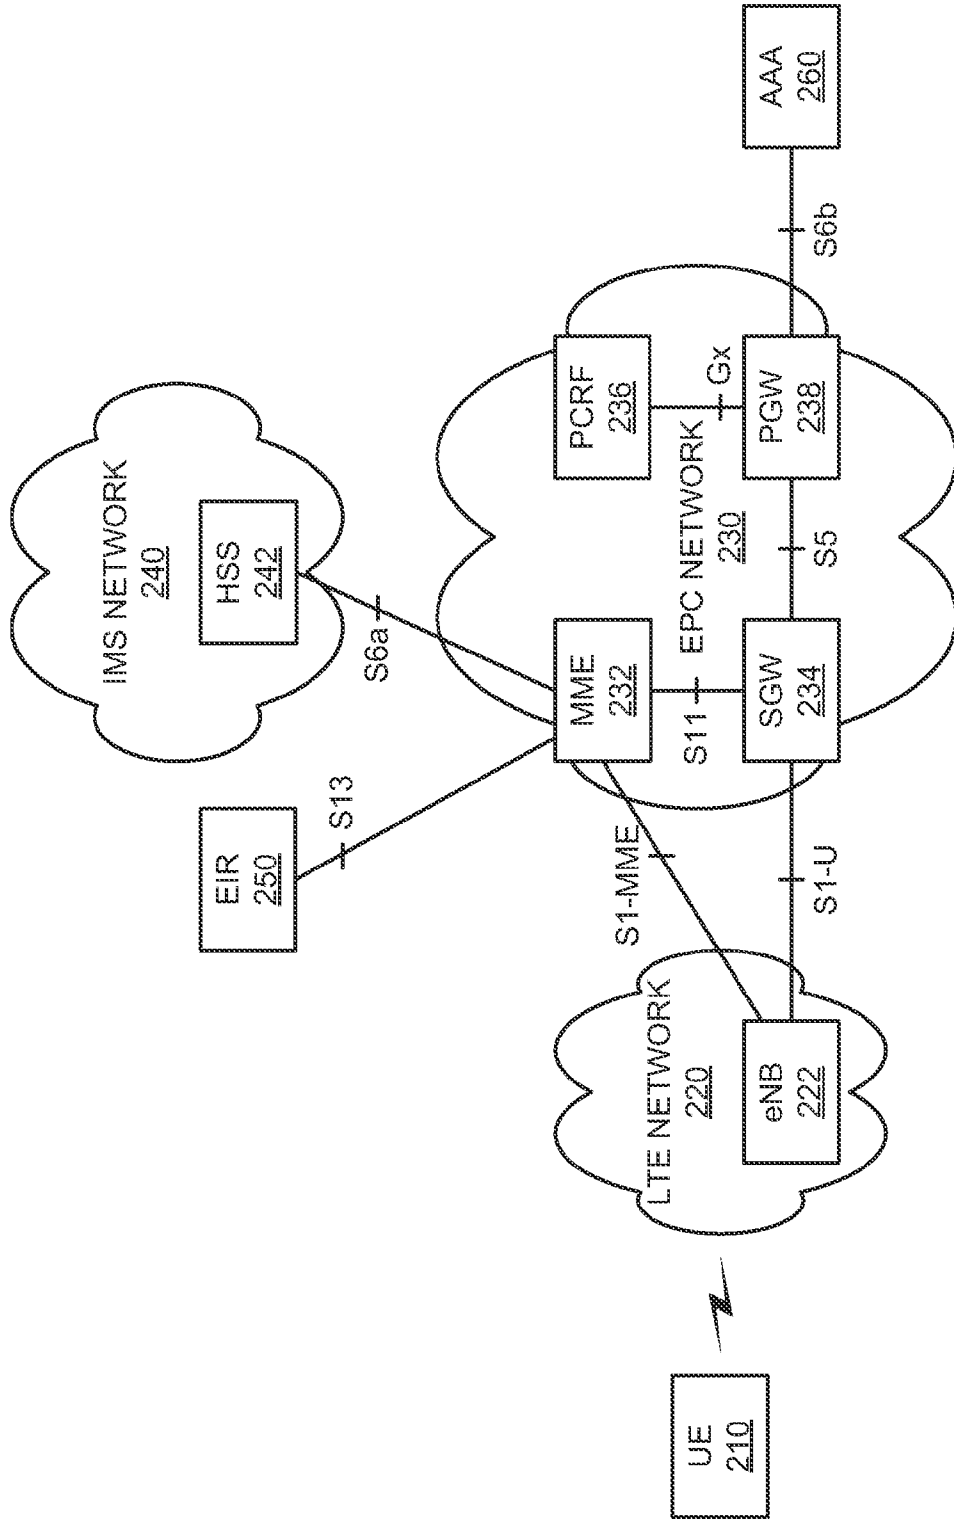 IMS NETWORK
240
HSS
242
EIR
250
S6a
S13
MME
232
PCRF
236
S1-MME
S11
EPC NETWORK
230
Gx
LTE NETWORK
220
UE
210
eNB
222
S1-U
SGW
234
S5
PGW
238
S6b
AAA
260